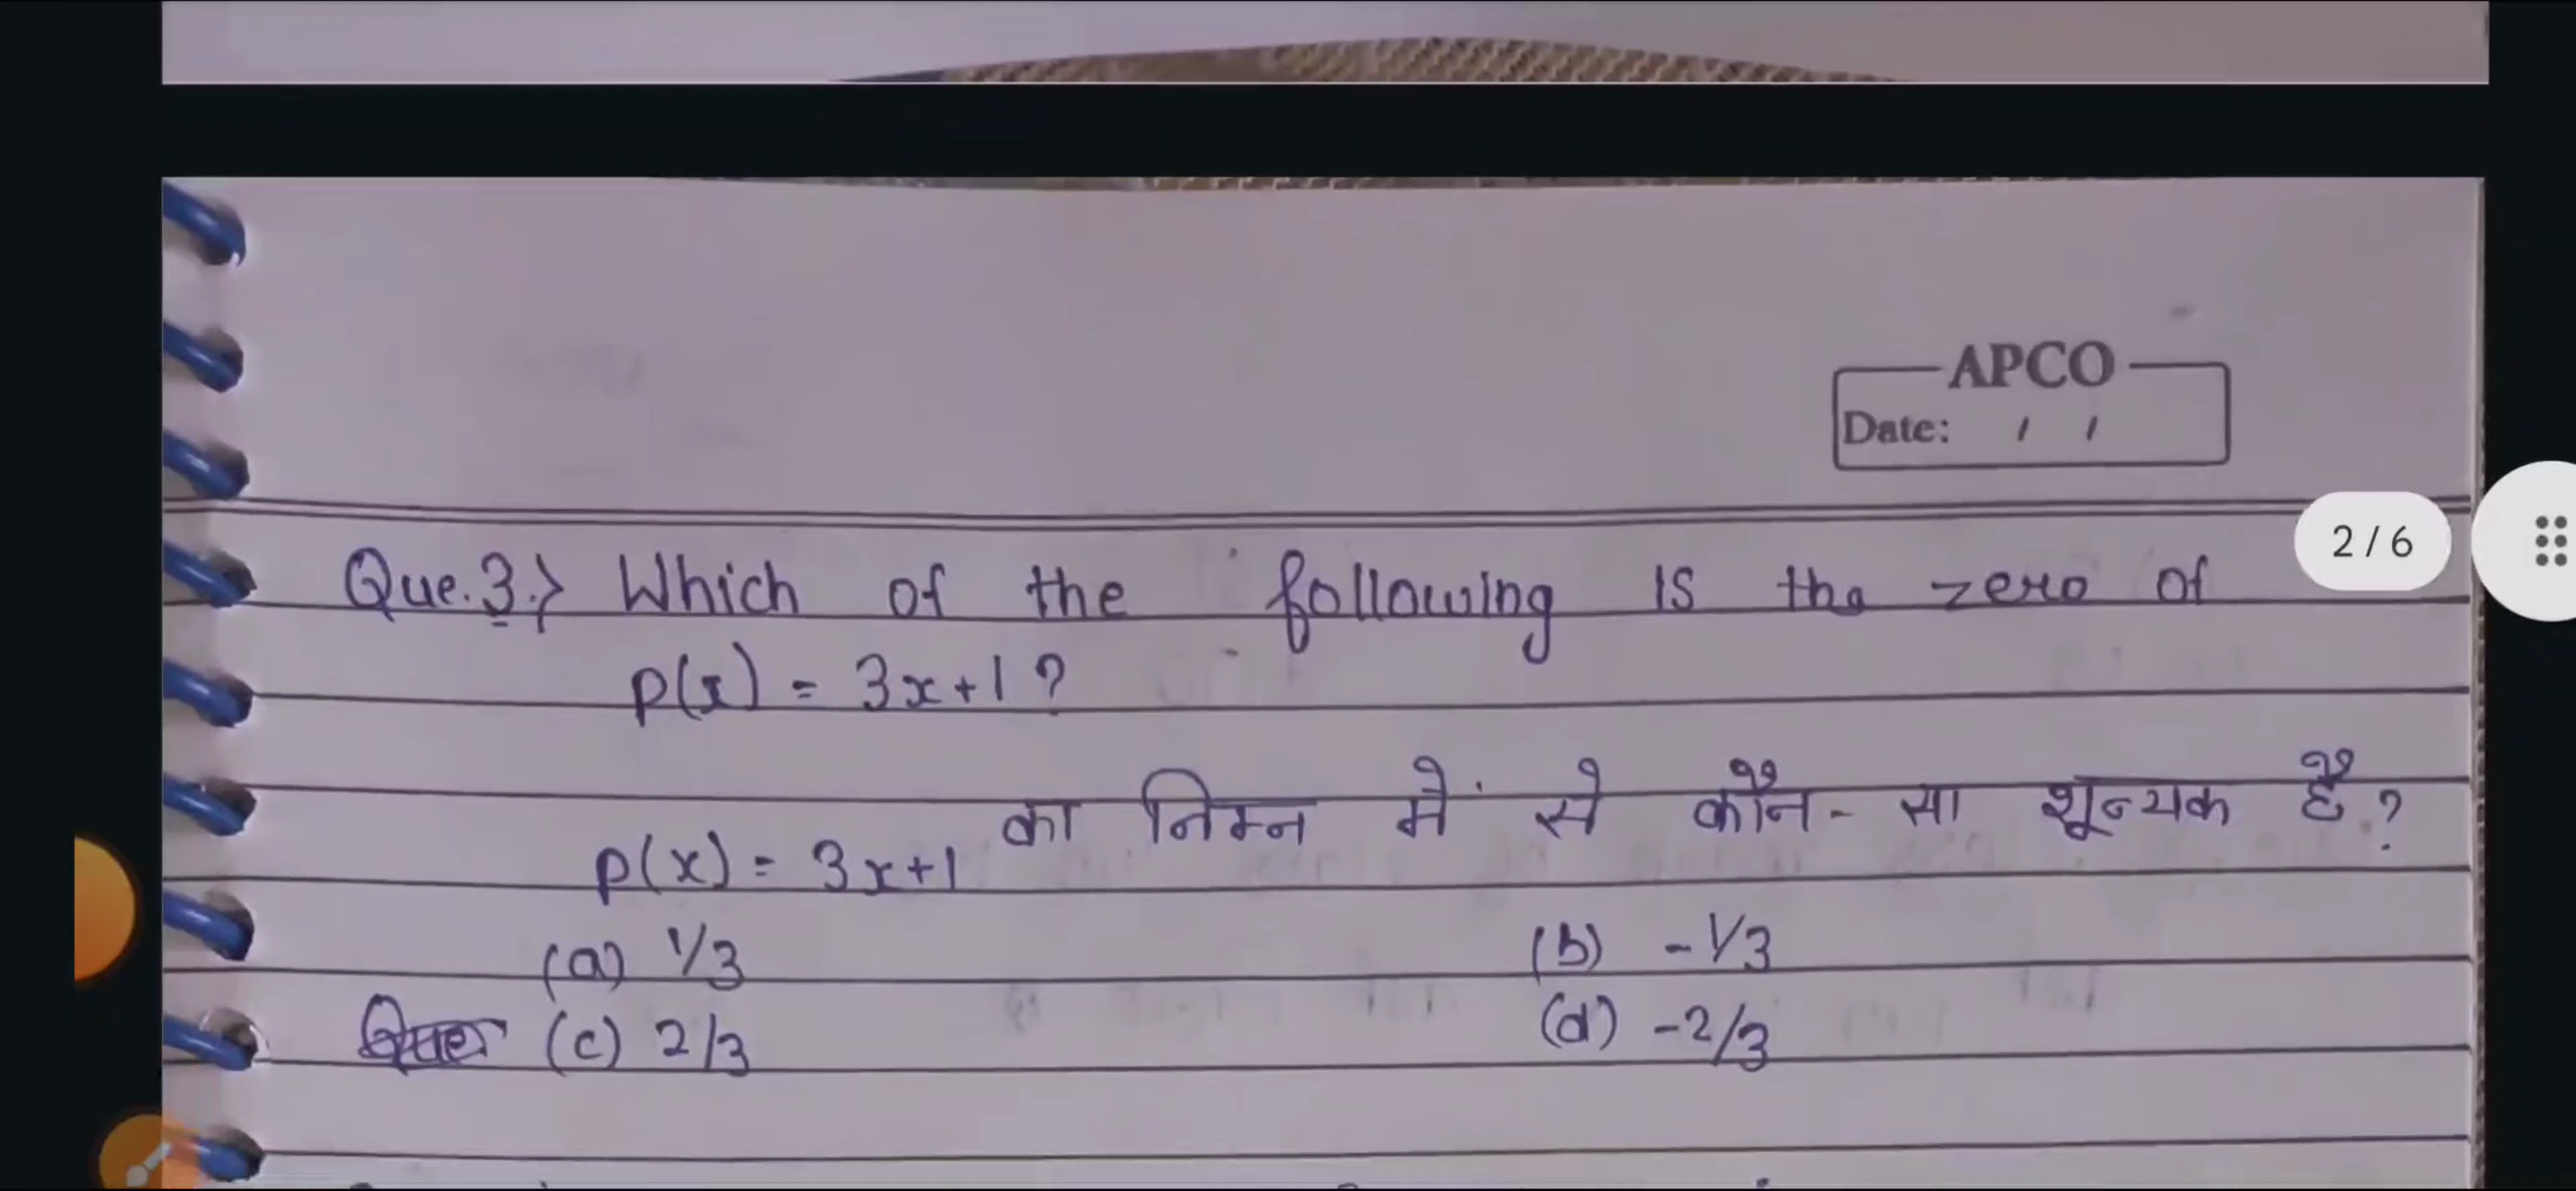 APCO
Date: / /
2/6
Que.3.> Which of the following is the zero of
p(x) = 3x+1?
p(x) = 3x+1 का निम्न में से कौन-सा शून्यक है?
(a) 1/3 (b) -1/3
(c) 2/3 (d) -2/3